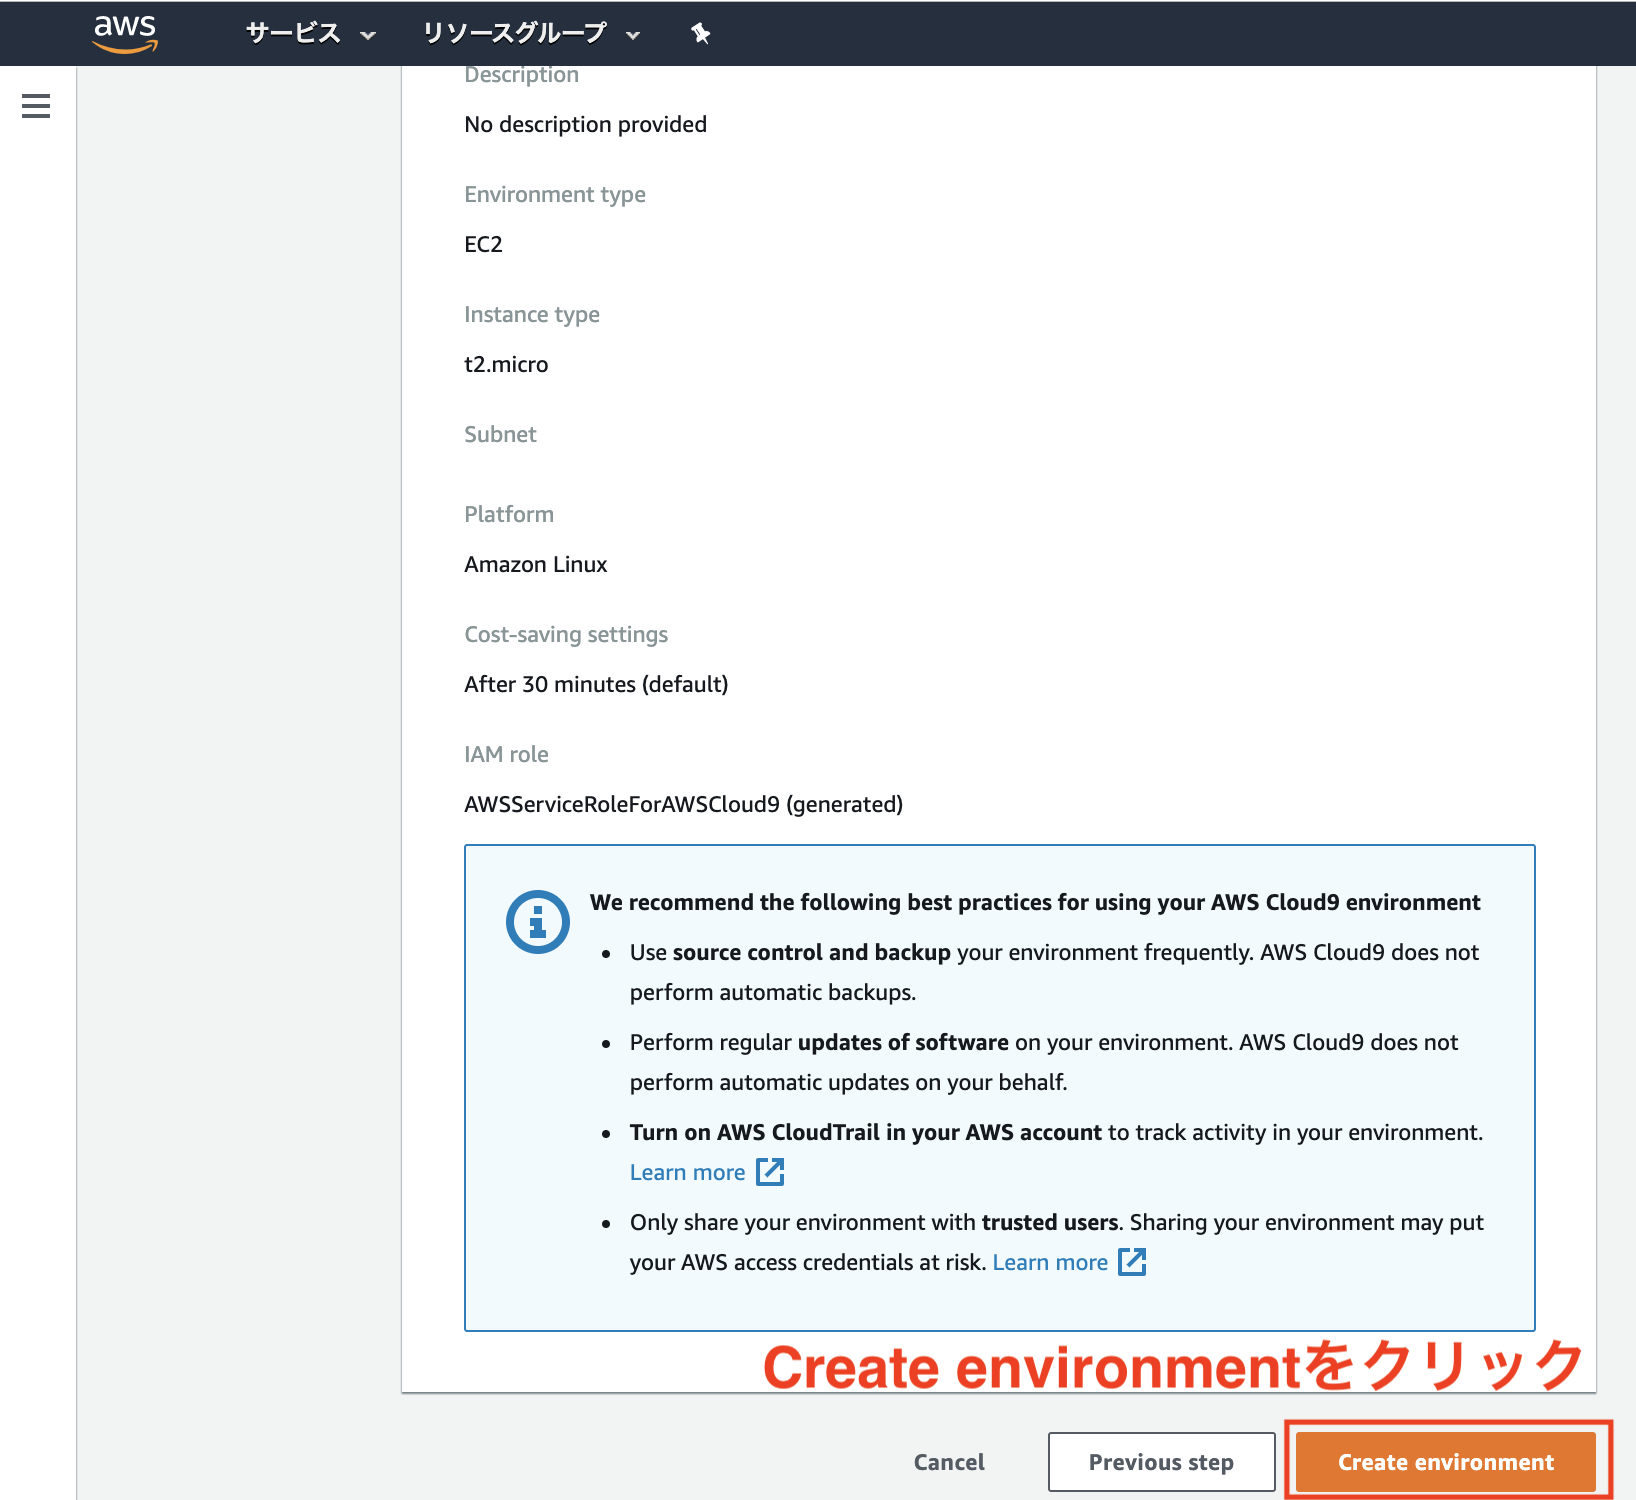 aws サービス リソースグループ
Description
No description provided
Environment type
EC2
Instance type
t2.micro
Subnet
Platform
Amazon Linux
Cost-saving settings
After 30 minutes (default)
IAM role
AWSServiceRoleForAWSCloud9 (generated)
We recommend the following best practices for using your AWS Cloud9 environment
• Use source control and backup your environment frequently. AWS Cloud9 does not
perform automatic backups.
• Perform regular updates of software on your environment. AWS Cloud9 does not
perform automatic updates on your behalf.
• Turn on AWS CloudTrail in your AWS account to track activity in your environment.
Learn more
• Only share your environment with trusted users. Sharing your environment may put
your AWS access credentials at risk. Learn more
Create environmentをクリック
Cancel Previous step Create environment